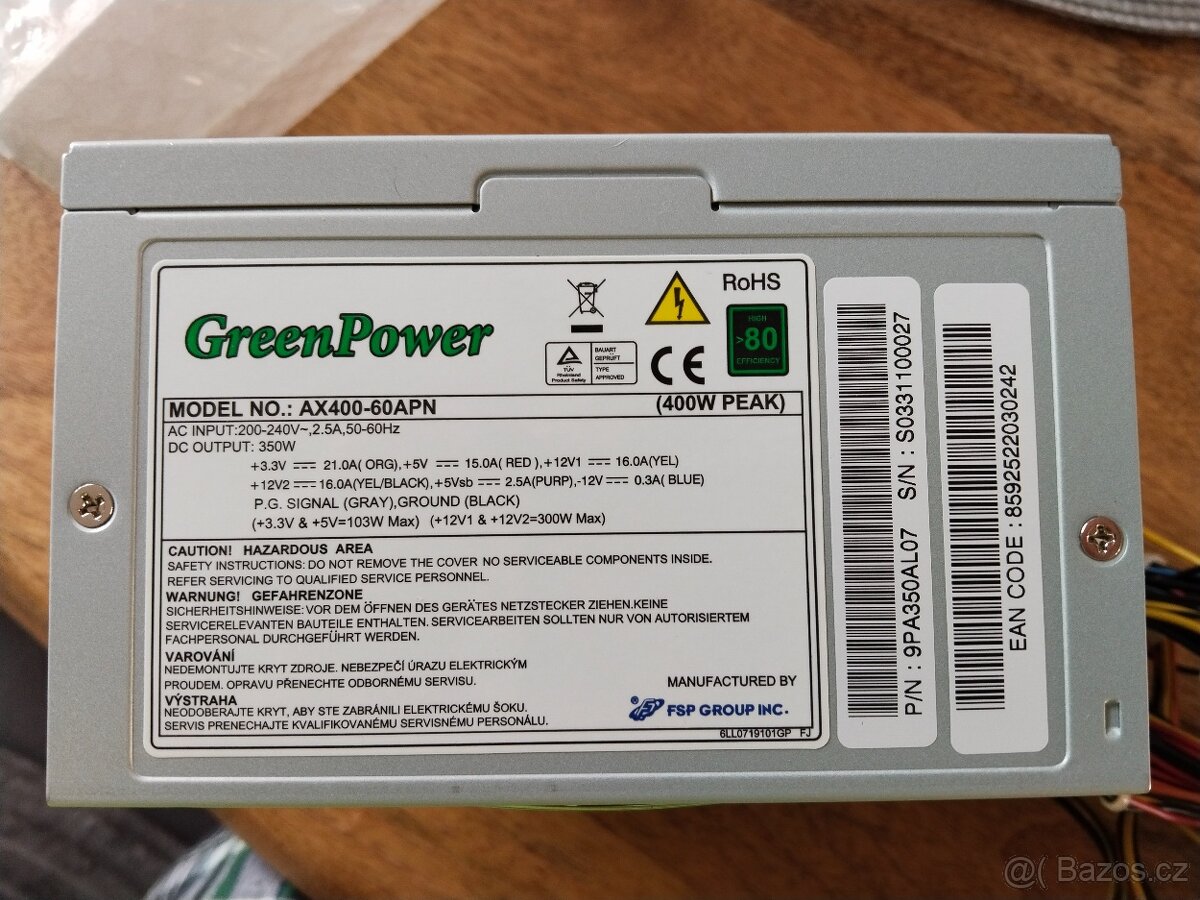 GreenPower
RoHS
HIGH
>80
EFFICIENCY
TÜV
Rheinland
Product Safety
BAUART
GEPRÜFT
TYPE
APPROVED
CE
MODEL NO.: AX400-60APN (400W PEAK)
AC INPUT:200-240V~,2.5A,50-60Hz
DC OUTPUT: 350W
+3.3V ⎓ 21.0A( ORG),+5V ⎓ 15.0A( RED ),+12V1 ⎓ 16.0A(YEL)
+12V2 ⎓ 16.0A(YEL/BLACK),+5Vsb ⎓ 2.5A(PURP),-12V ⎓ 0.3A( BLUE)
P.G. SIGNAL (GRAY),GROUND (BLACK)
(+3.3V & +5V=103W Max) (+12V1 & +12V2=300W Max)
CAUTION! HAZARDOUS AREA
SAFETY INSTRUCTIONS: DO NOT REMOVE THE COVER NO SERVICEABLE COMPONENTS INSIDE.
REFER SERVICING TO QUALIFIED SERVICE PERSONNEL.
WARNUNG! GEFAHRENZONE
SICHERHEITSHINWEISE: VOR DEM ÖFFNEN DES GERÄTES NETZSTECKER ZIEHEN.KEINE
SERVICERELEVANTEN BAUTEILE ENTHALTEN. SERVICEARBEITEN SOLLTEN NUR VON AUTORISIERTEM
FACHPERSONAL DURCHGEFÜHRT WERDEN.
VAROVÁNÍ
NEDEMONTUJTE KRYT ZDROJE. NEBEZPEČÍ ÚRAZU ELEKTRICKÝM
PROUDEM. OPRAVU PŘENECHTE ODBORNÉMU SERVISU.
VÝSTRAHA
NEODOBERAJTE KRYT, ABY STE ZABRÁNILI ELEKTRICKÉMU ŠOKU.
SERVIS PRENECHAJTE KVALIFIKOVANÉMU SERVISNÉMU PERSONÁLU.
MANUFACTURED BY
FSP GROUP INC.
6LL0719101GP FJ
P/N : 9PA350AL07 S/N : S0331100027
EAN CODE : 8592522030242
@( Bazos.cz